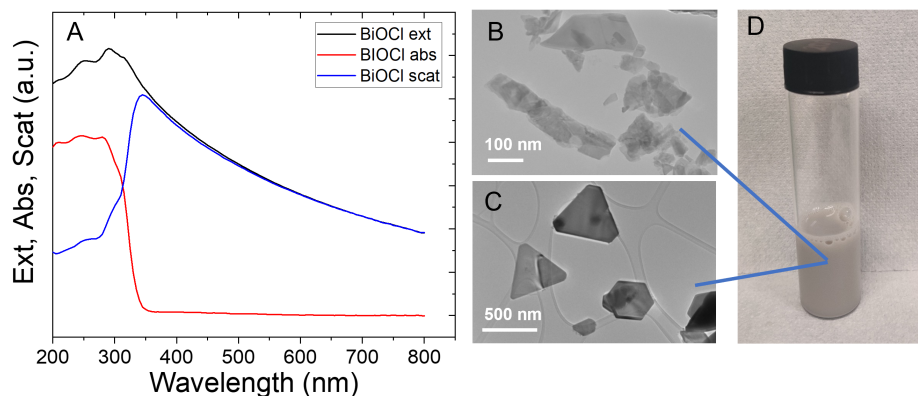 A
BiOCl ext
BIOCl abs
BiOCl scat
Ext, Abs, Scat (a.u.)
200 300 400 500 600 700 800
Wavelength (nm)
B
100 nm
C
500 nm
D